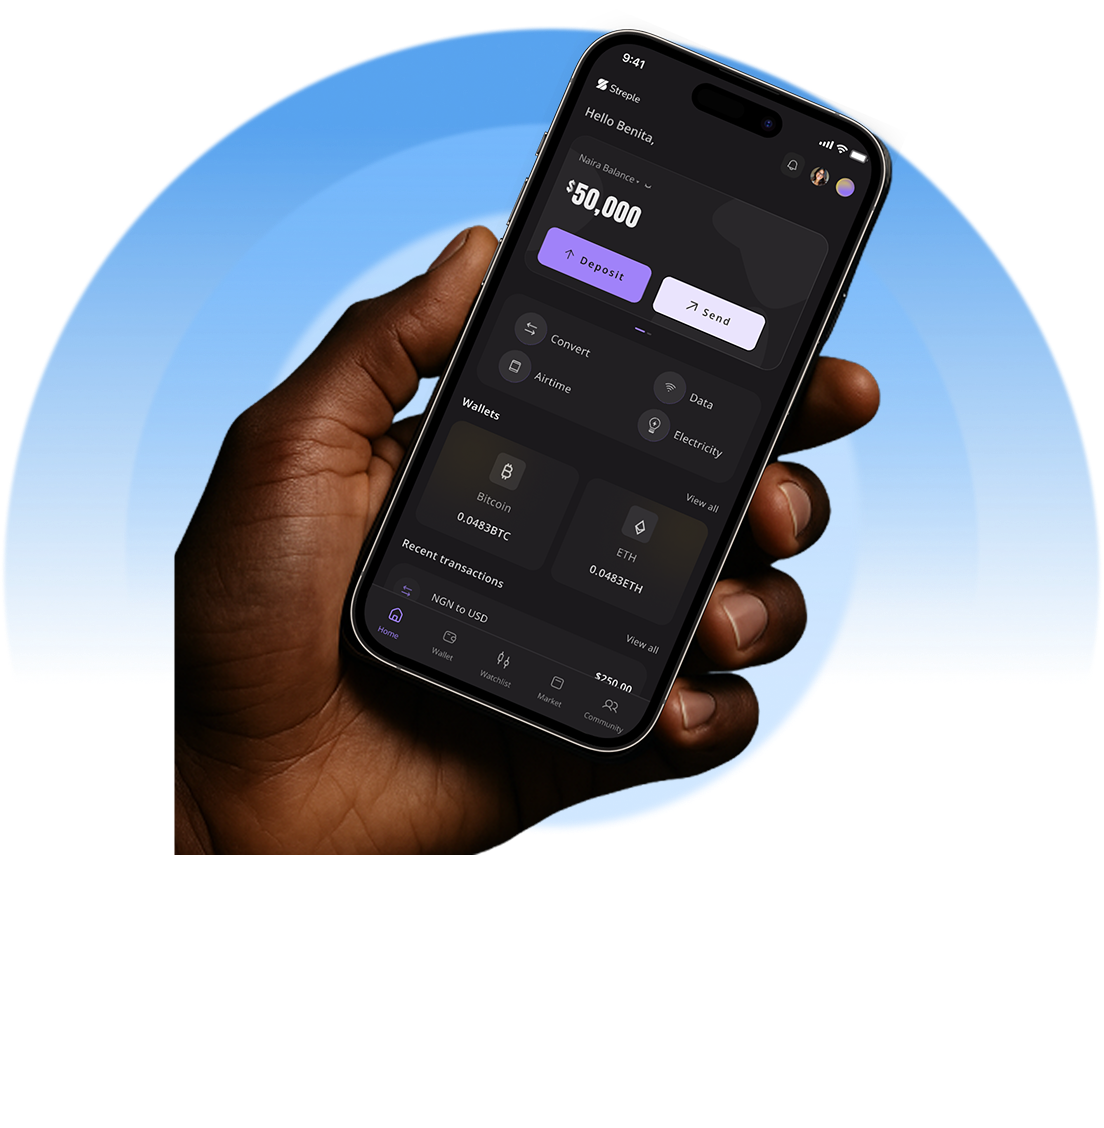 9:41
Streple
Hello Benita,
Naira Balance
$50,000
Deposit
Send
Convert
Data
Airtime
Electricity
Wallets
View all
Bitcoin
0.0483BTC
ETH
0.0483ETH
Recent transactions
View all
NGN to USD
$250.00
Home
Wallet
Watchlist
Market
Community